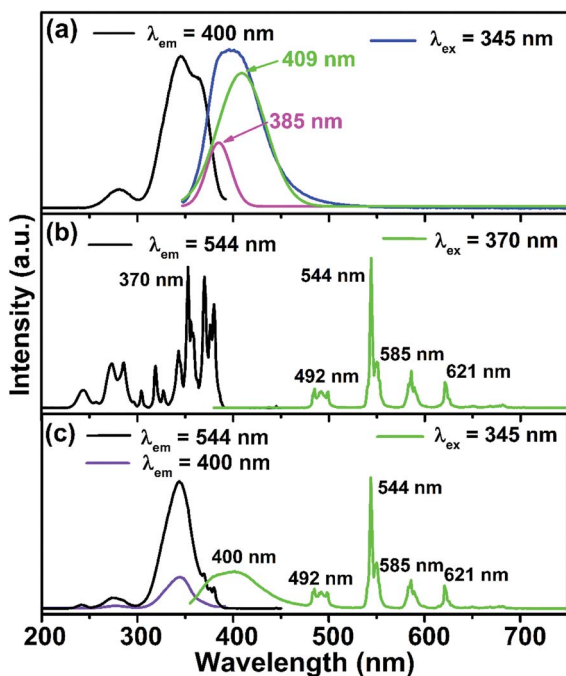 (a) λem = 400 nm λex = 345 nm
409 nm
385 nm
(b) λem = 544 nm λex = 370 nm
370 nm
544 nm
492 nm
585 nm
621 nm
(c) λem = 544 nm λex = 345 nm
λem = 400 nm
544 nm
400 nm
492 nm
585 nm
621 nm
Intensity (a.u.)
200 300 400 500 600 700
Wavelength (nm)